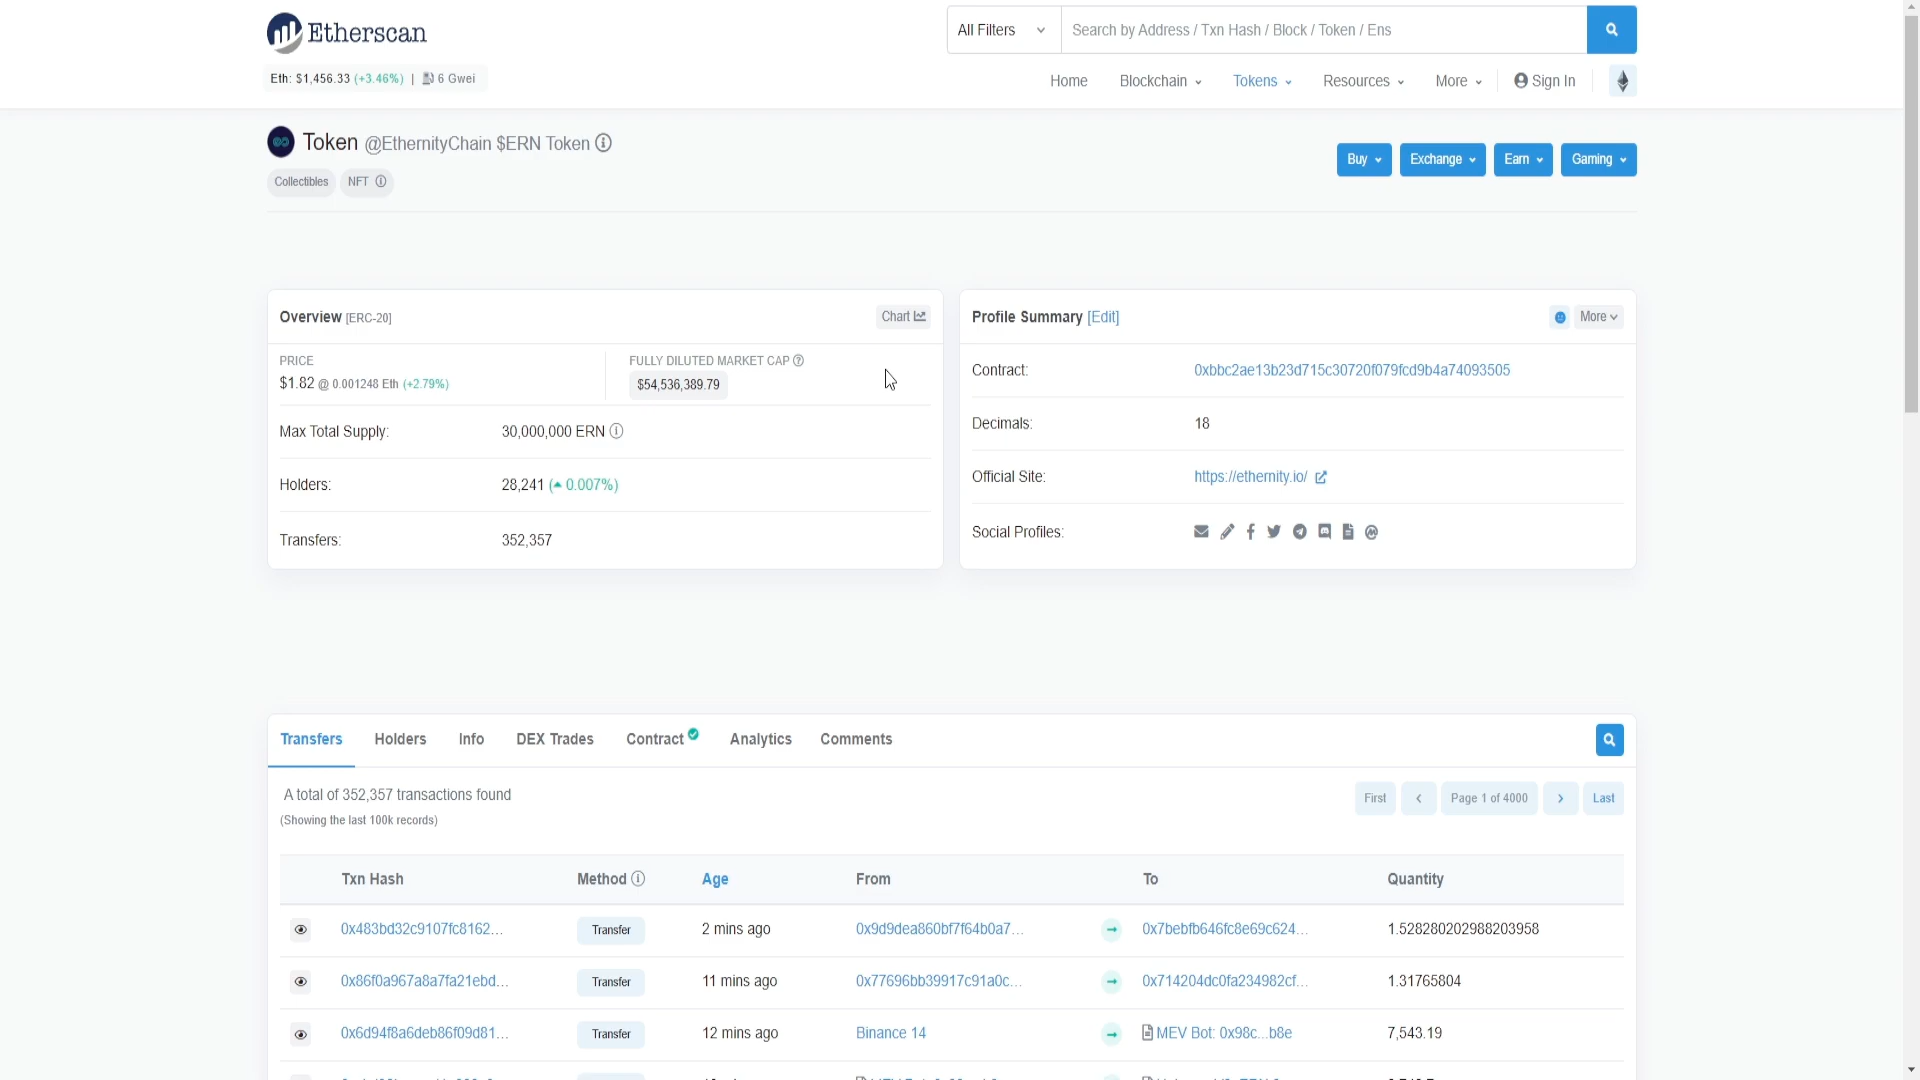 Etherscan
All Filters
Search by Address / Txn Hash / Block / Token / Ens
Eth: $1,456.33 (+3.46%) | 6 Gwei
Home Blockchain Tokens Resources More Sign In
Token @EthernityChain $ERN Token
Collectibles NFT
Buy Exchange Earn Gaming
Overview [ERC-20]
Chart
PRICE
$1.82 @ 0.001248 Eth (+2.79%)
FULLY DILUTED MARKET CAP
$54,536,389.79
Max Total Supply: 30,000,000 ERN
Holders: 28,241 (0.007%)
Transfers: 352,357
Profile Summary [Edit]
More
Contract: 0xbbc2ae13b23d715c30720f079fcd9b4a74093505
Decimals: 18
Official Site: https://ethernity.io/
Social Profiles:
Transfers Holders Info DEX Trades Contract Analytics Comments
A total of 352,357 transactions found
(Showing the last 100k records)
First Page 1 of 4000 Last
Txn Hash Method Age From To Quantity
0x483bd32c9107fc8162... Transfer 2 mins ago 0x9d9dea860bf7f64b0a7... 0x7bebfb646fc8e69c624... 1.528280202988203958
0x86f0a967a8a7fa21ebd... Transfer 11 mins ago 0x77696bb39917c91a0c... 0x714204dc0fa234982cf... 1.31765804
0x6d94f8a6deb86f09d81... Transfer 12 mins ago Binance 14 MEV Bot: 0x98c...b8e 7,543.19